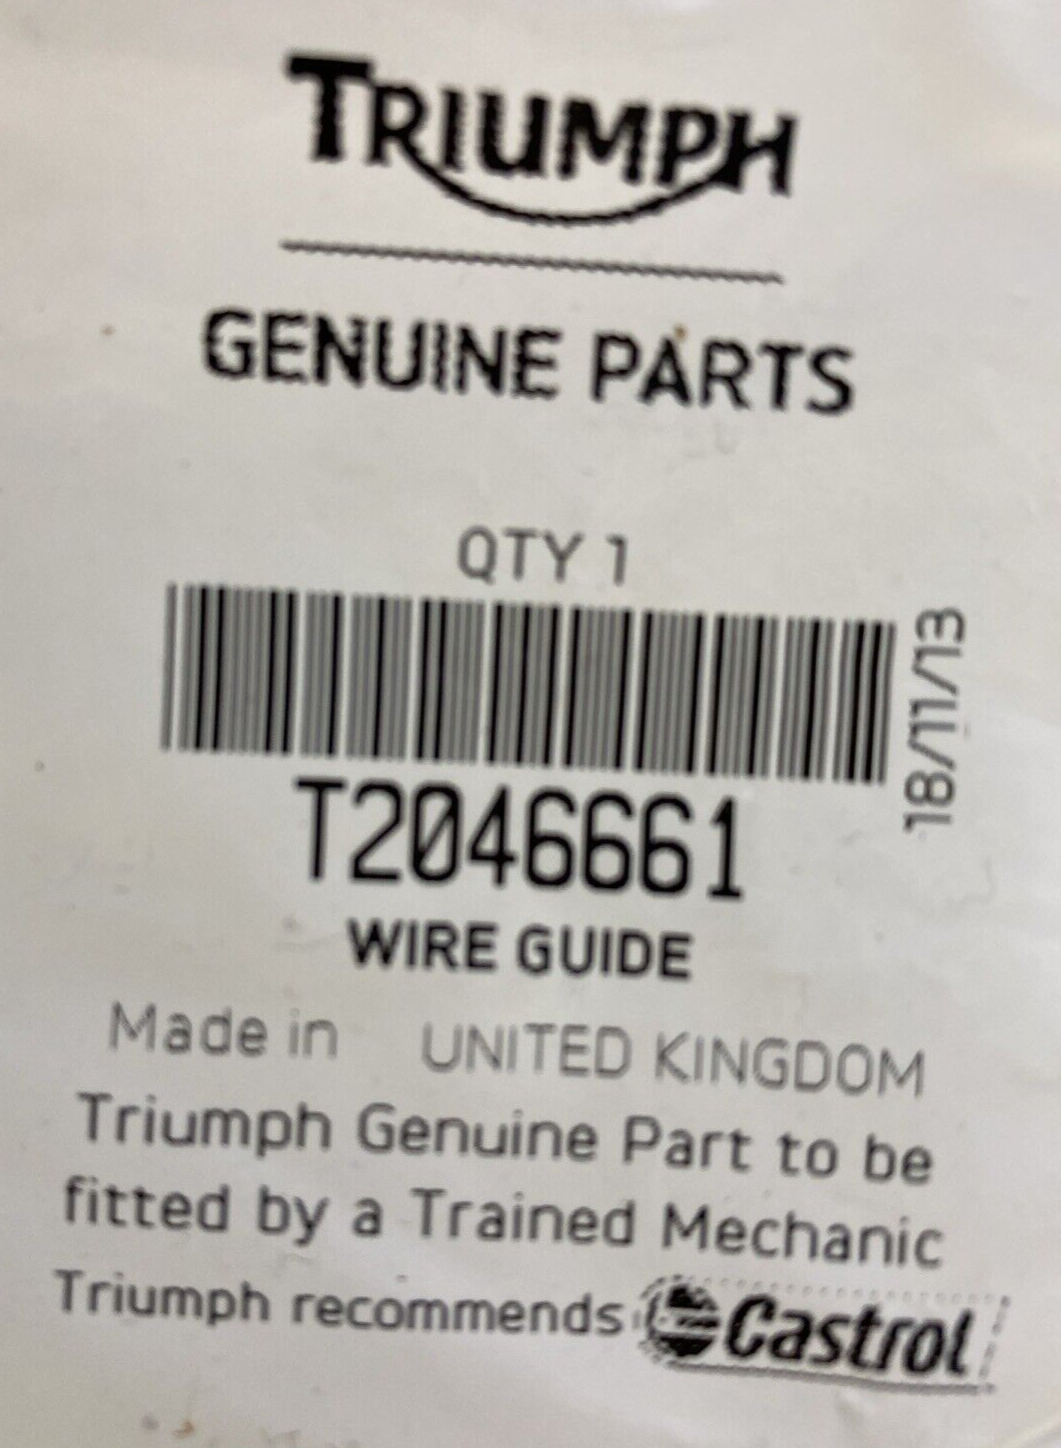 TRIUMPH
GENUINE PARTS
QTY 1
18/11/13
T2046661
WIRE GUIDE
Made in UNITED KINGDOM
Triumph Genuine Part to be
fitted by a Trained Mechanic
Triumph recommends Castrol